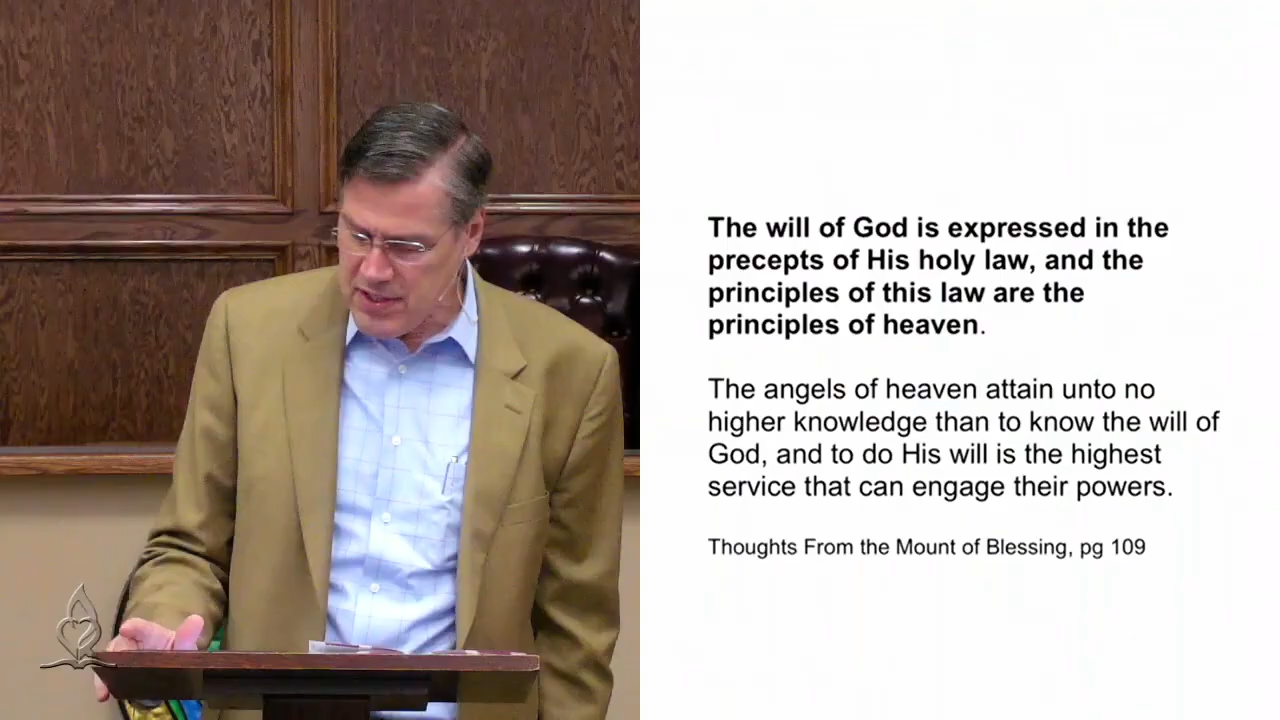 The will of God is expressed in the
precepts of His holy law, and the
principles of this law are the
principles of heaven.
The angels of heaven attain unto no
higher knowledge than to know the will of
God, and to do His will is the highest
service that can engage their powers.
Thoughts From the Mount of Blessing, pg 109